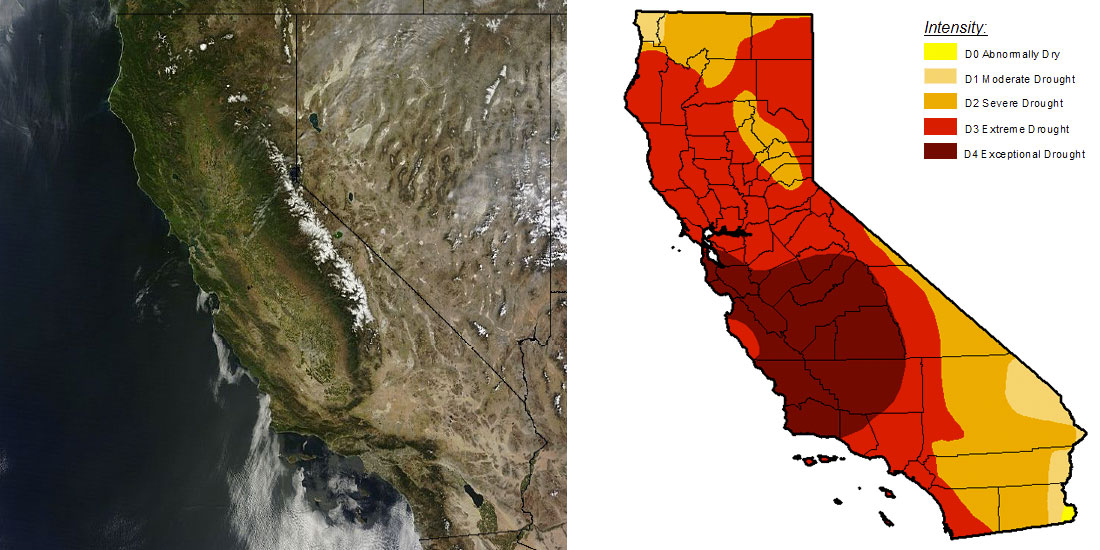 Intensity:
D0 Abnormally Dry
D1 Moderate Drought
D2 Severe Drought
D3 Extreme Drought
D4 Exceptional Drought